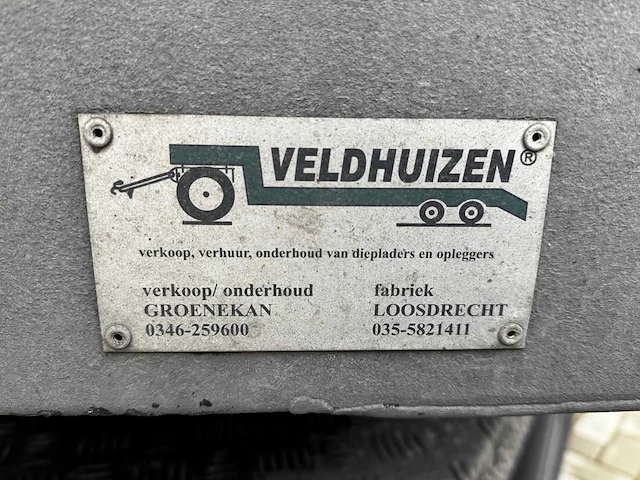 VELDHUIZEN®
verkoop, verhuur, onderhoud van diepladers en opleggers
verkoop/ onderhoud fabriek
GROENEKAN LOOSDRECHT
0346-259600 035-5821411